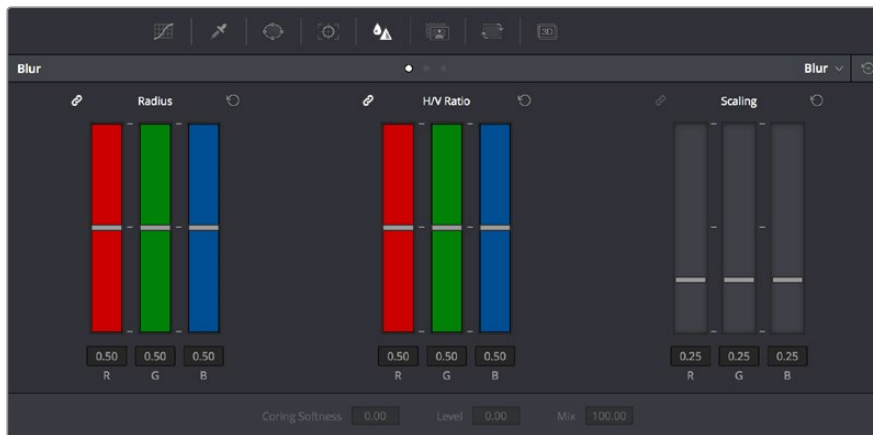 3D
Blur
Blur
Radius
H/V Ratio
Scaling
0.50 0.50 0.50 0.50 0.50 0.50 0.25 0.25 0.25
R G B R G B R G B
Coring Softness 0.00 Level 0.00 Mix 100.00